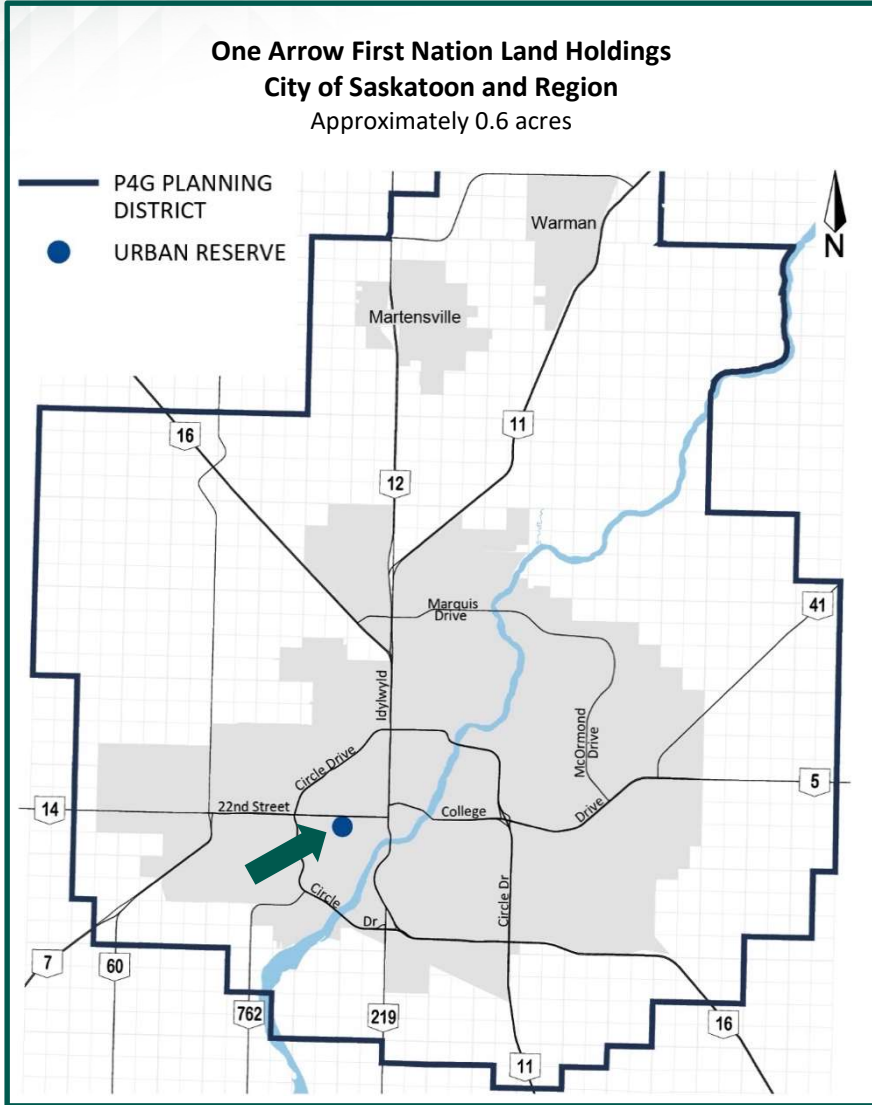 One Arrow First Nation Land Holdings
City of Saskatoon and Region
Approximately 0.6 acres
P4G PLANNING
DISTRICT
URBAN RESERVE
N
Warman
Martensville
16
11
12
41
Marquis
Drive
Idylwyld
McOrmond
Drive
Circle Drive
5
14
22nd Street
College
Drive
Circle
Dr
Circle Dr
7
60
762
219
16
11